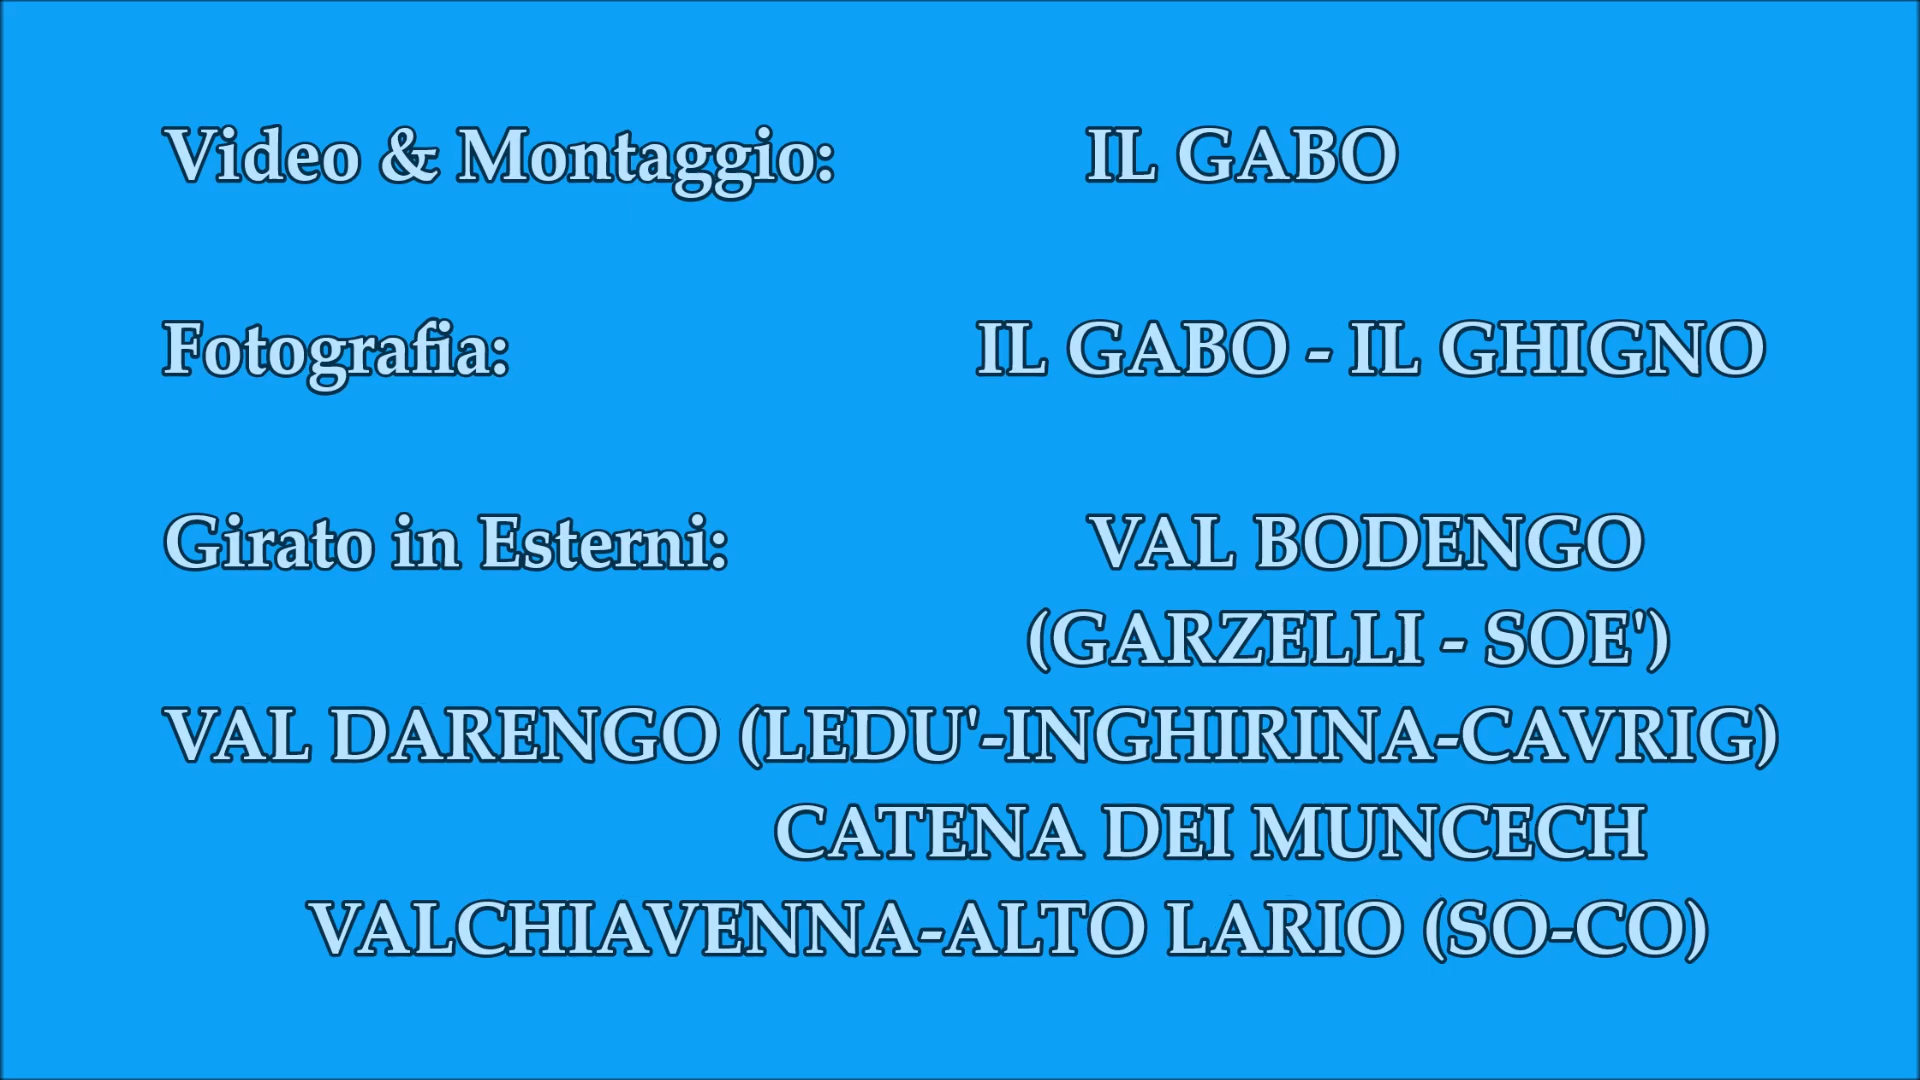 Video & Montaggio: IL GABO
Fotografia: IL GABO - IL GHIGNO
Girato in Esterni: VAL BODENGO
(GARZELLI - SOE')
VAL DARENGO (LEDU'-INGHIRINA-CAVRIG)
CATENA DEI MUNCECH
VALCHIAVENNA-ALTO LARIO (SO-CO)